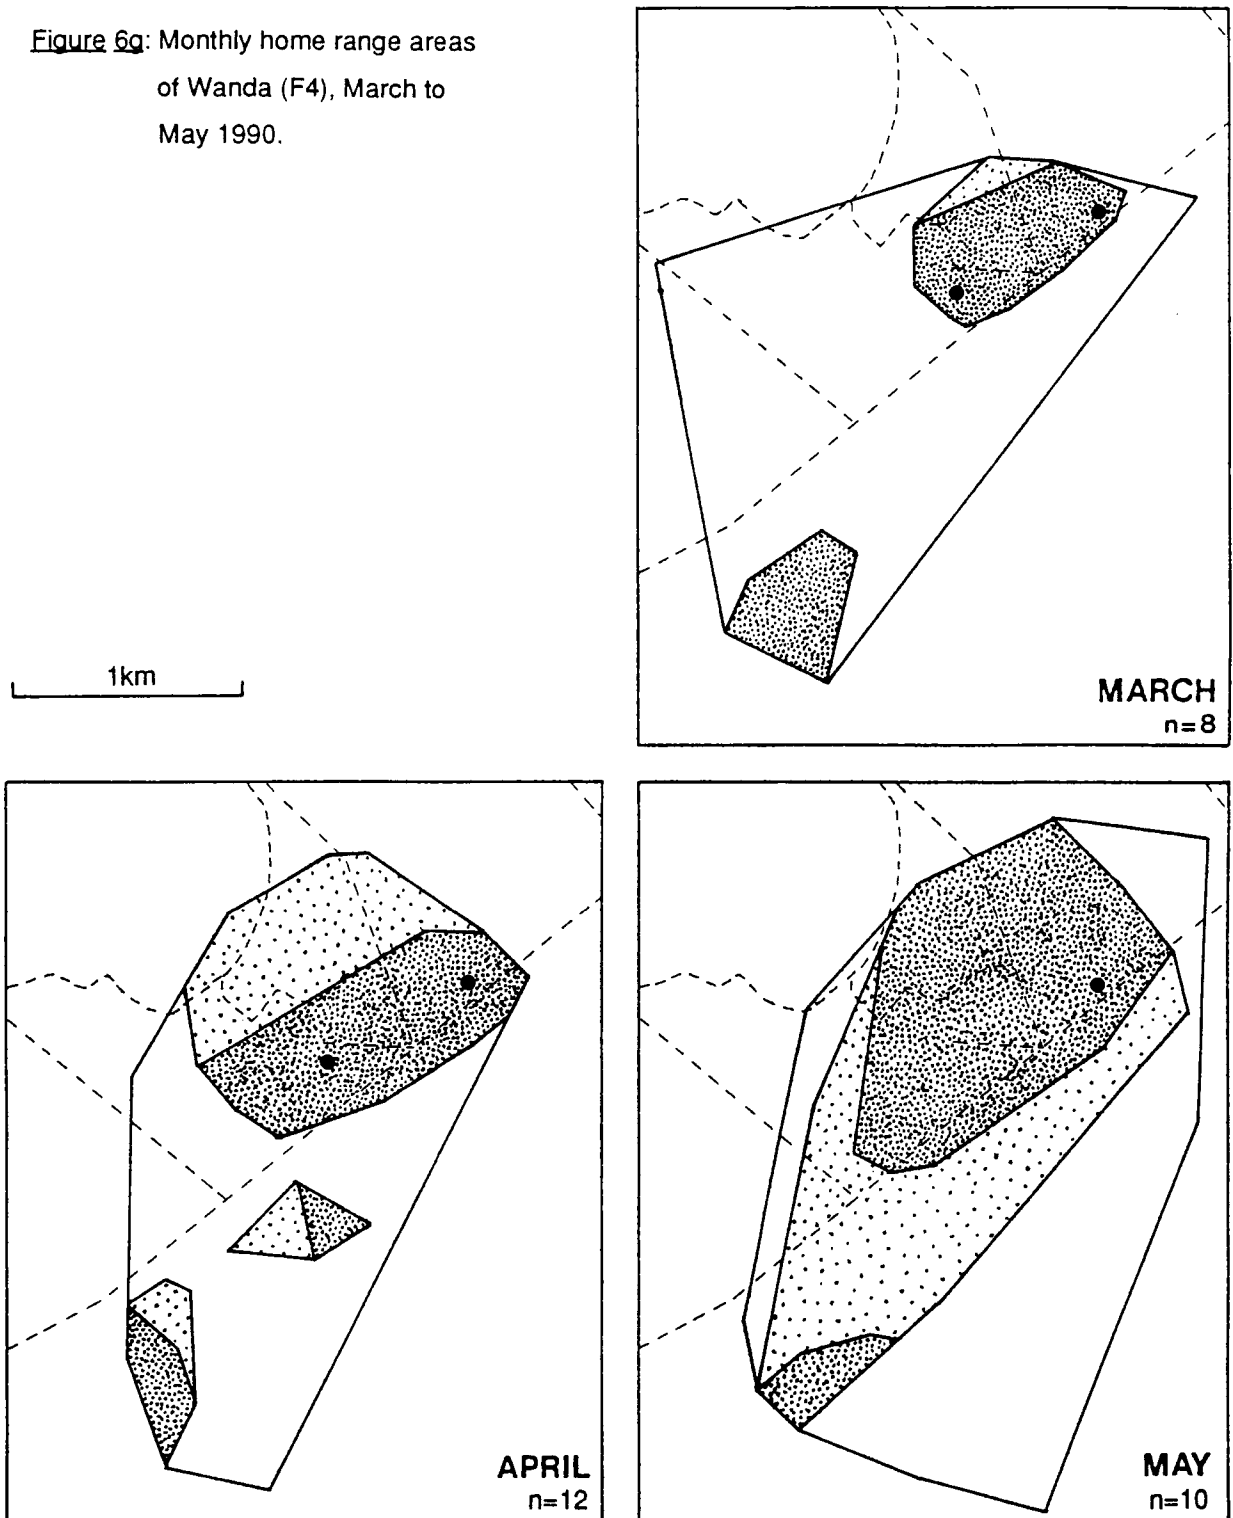 Figure 6g: Monthly home range areas
of Wanda (F4), March to
May 1990.
1km
MARCH
n=8
APRIL
n=12
MAY
n=10